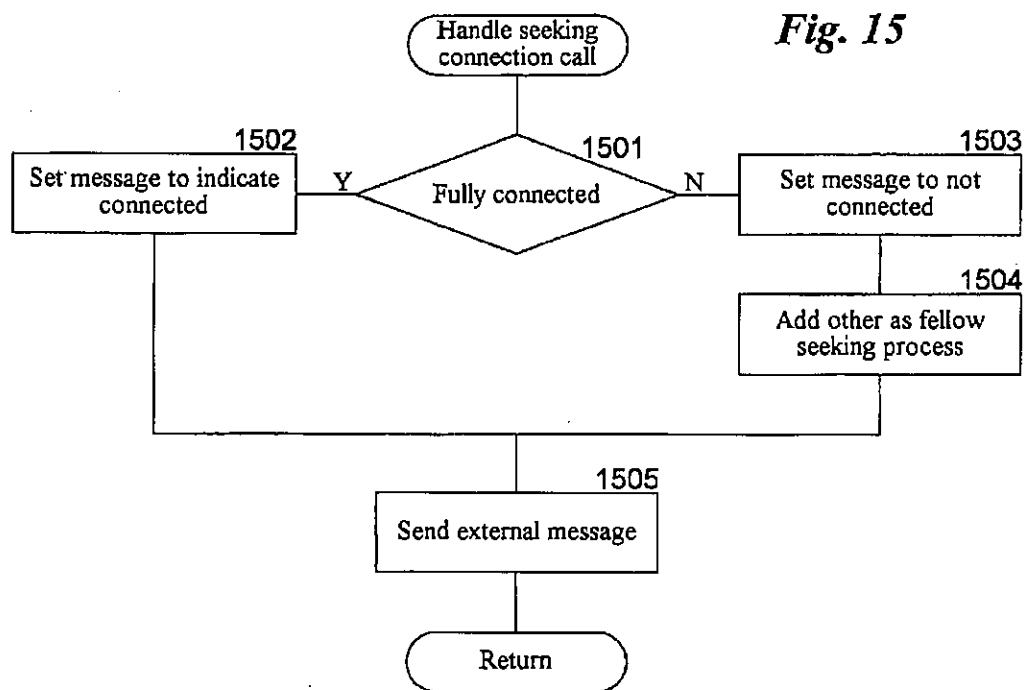 Fig. 15
Handle seeking
connection call
1501
Fully connected
Y
N
1502
Set message to indicate
connected
1503
Set message to not
connected
1504
Add other as fellow
seeking process
1505
Send external message
Return